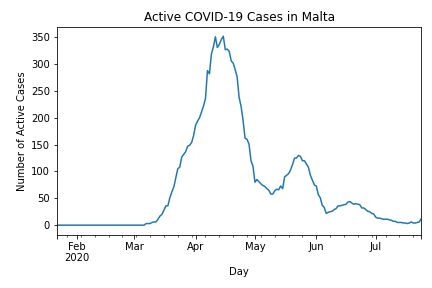 Active COVID-19 Cases in Malta
Number of Active Cases
350
300
250
200
150
100
50
0
Feb Mar Apr May Jun Jul
2020
Day